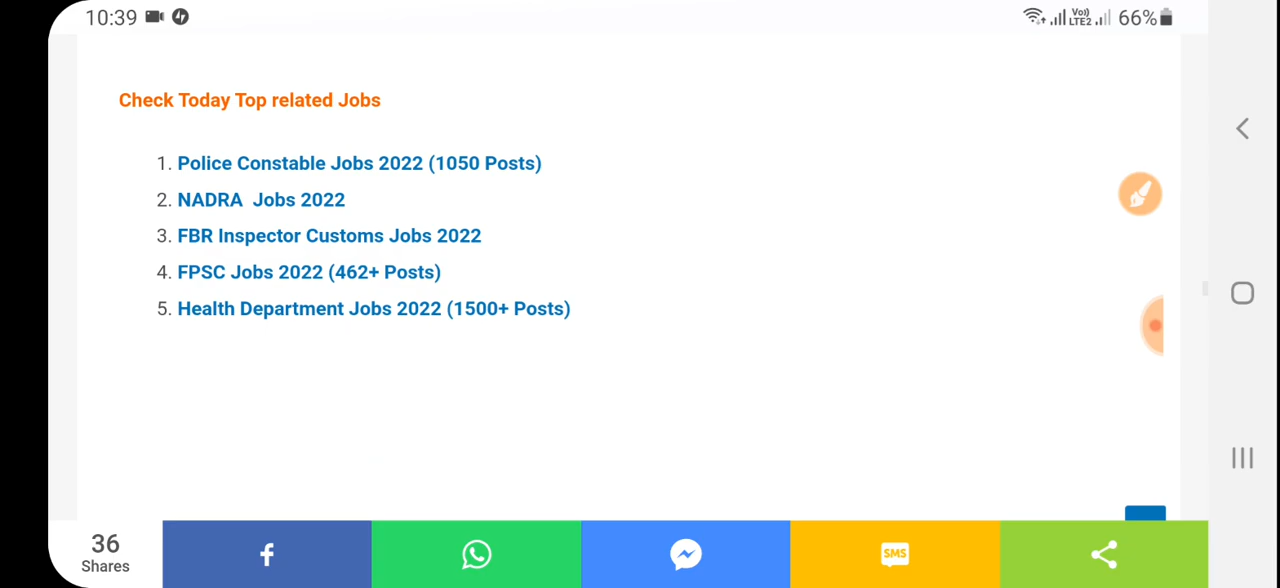 10:39
Vo)) LTE2 66%
Check Today Top related Jobs
1. Police Constable Jobs 2022 (1050 Posts)
2. NADRA  Jobs 2022
3. FBR Inspector Customs Jobs 2022
4. FPSC Jobs 2022 (462+ Posts)
5. Health Department Jobs 2022 (1500+ Posts)
36
Shares
f
SMS